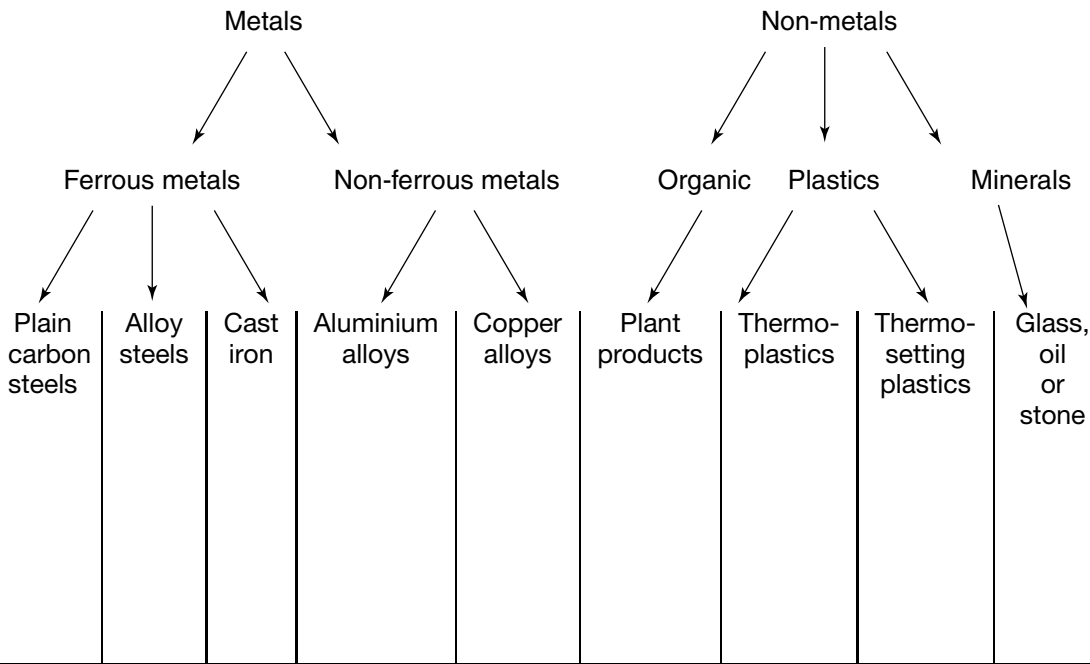 Metals
Non-metals
Ferrous metals
Non-ferrous metals
Organic
Plastics
Minerals
Plain
carbon
steels
Alloy
steels
Cast
iron
Aluminium
alloys
Copper
alloys
Plant
products
Thermo-
plastics
Thermo-
setting
plastics
Glass,
oil
or
stone